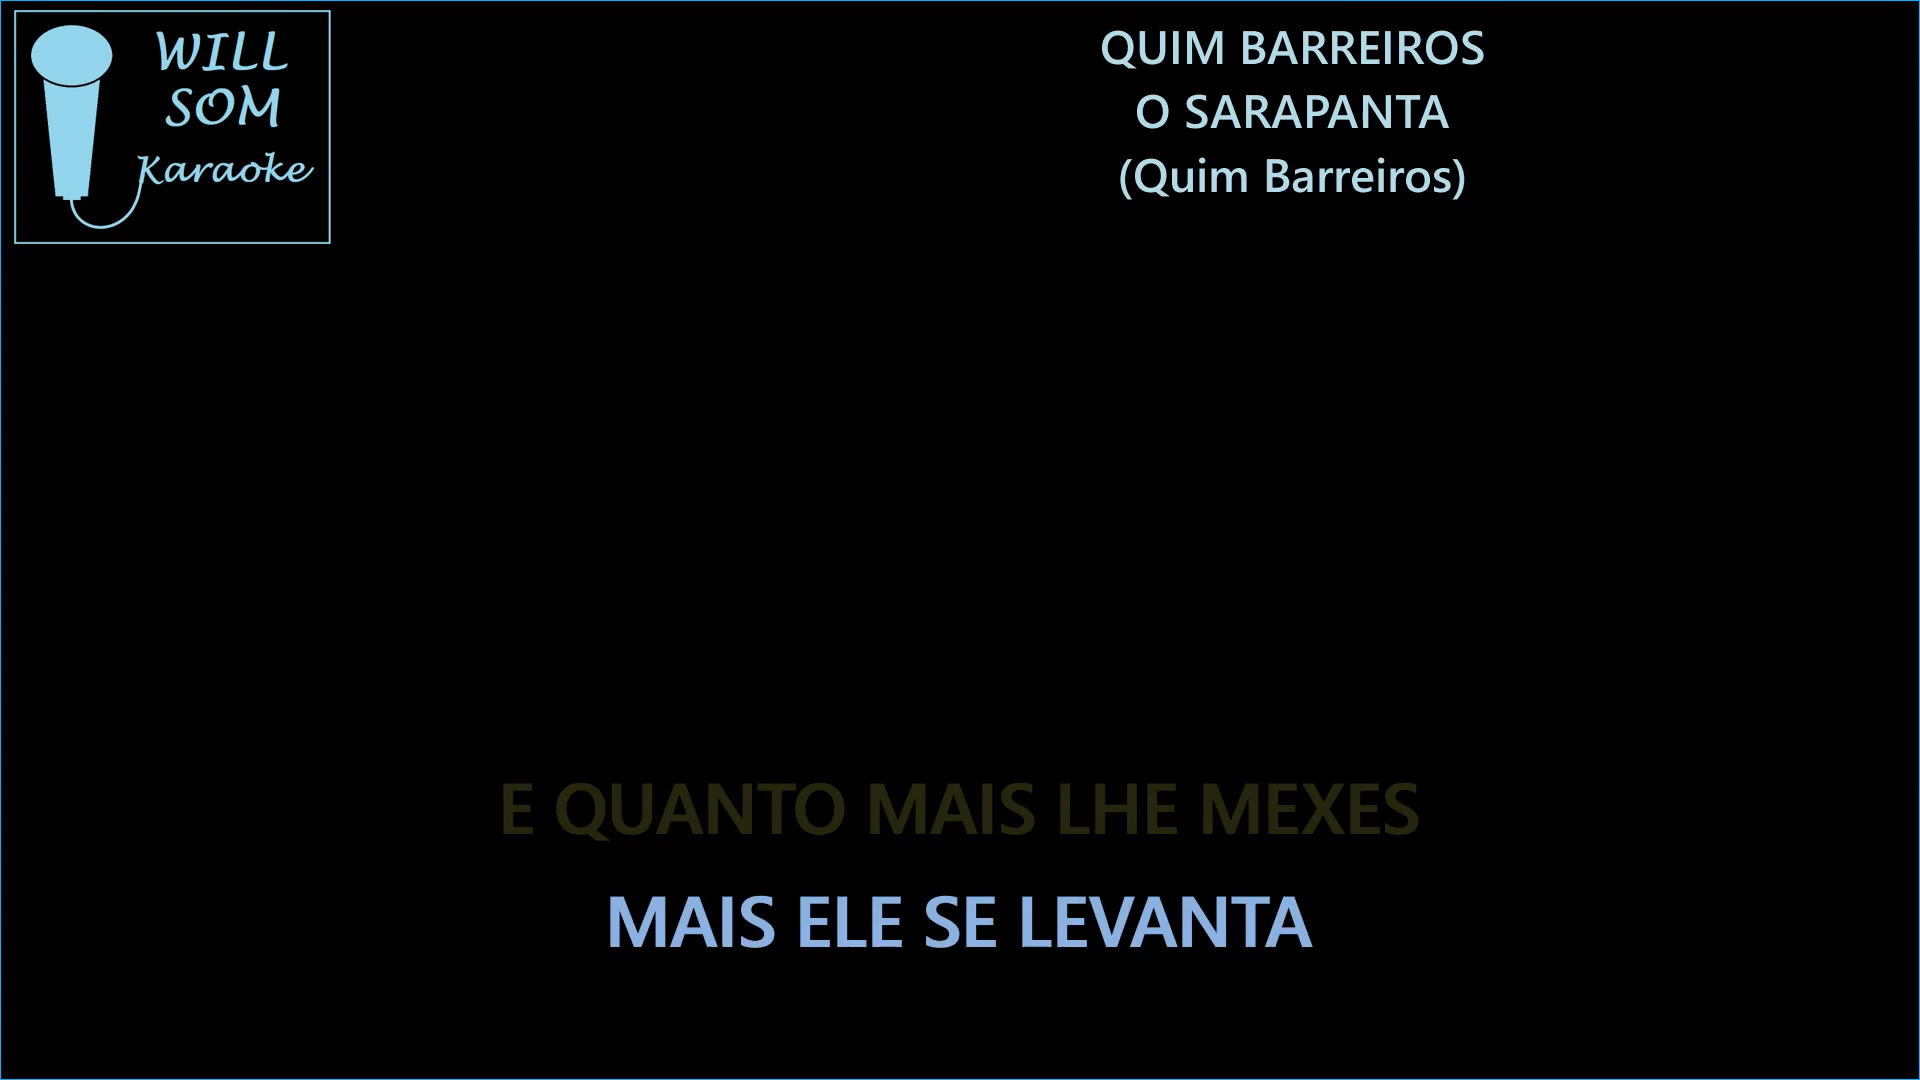 WILL
SOM
Karaoke
QUIM BARREIROS
O SARAPANTA
(Quim Barreiros)
E QUANTO MAIS LHE MEXES
MAIS ELE SE LEVANTA